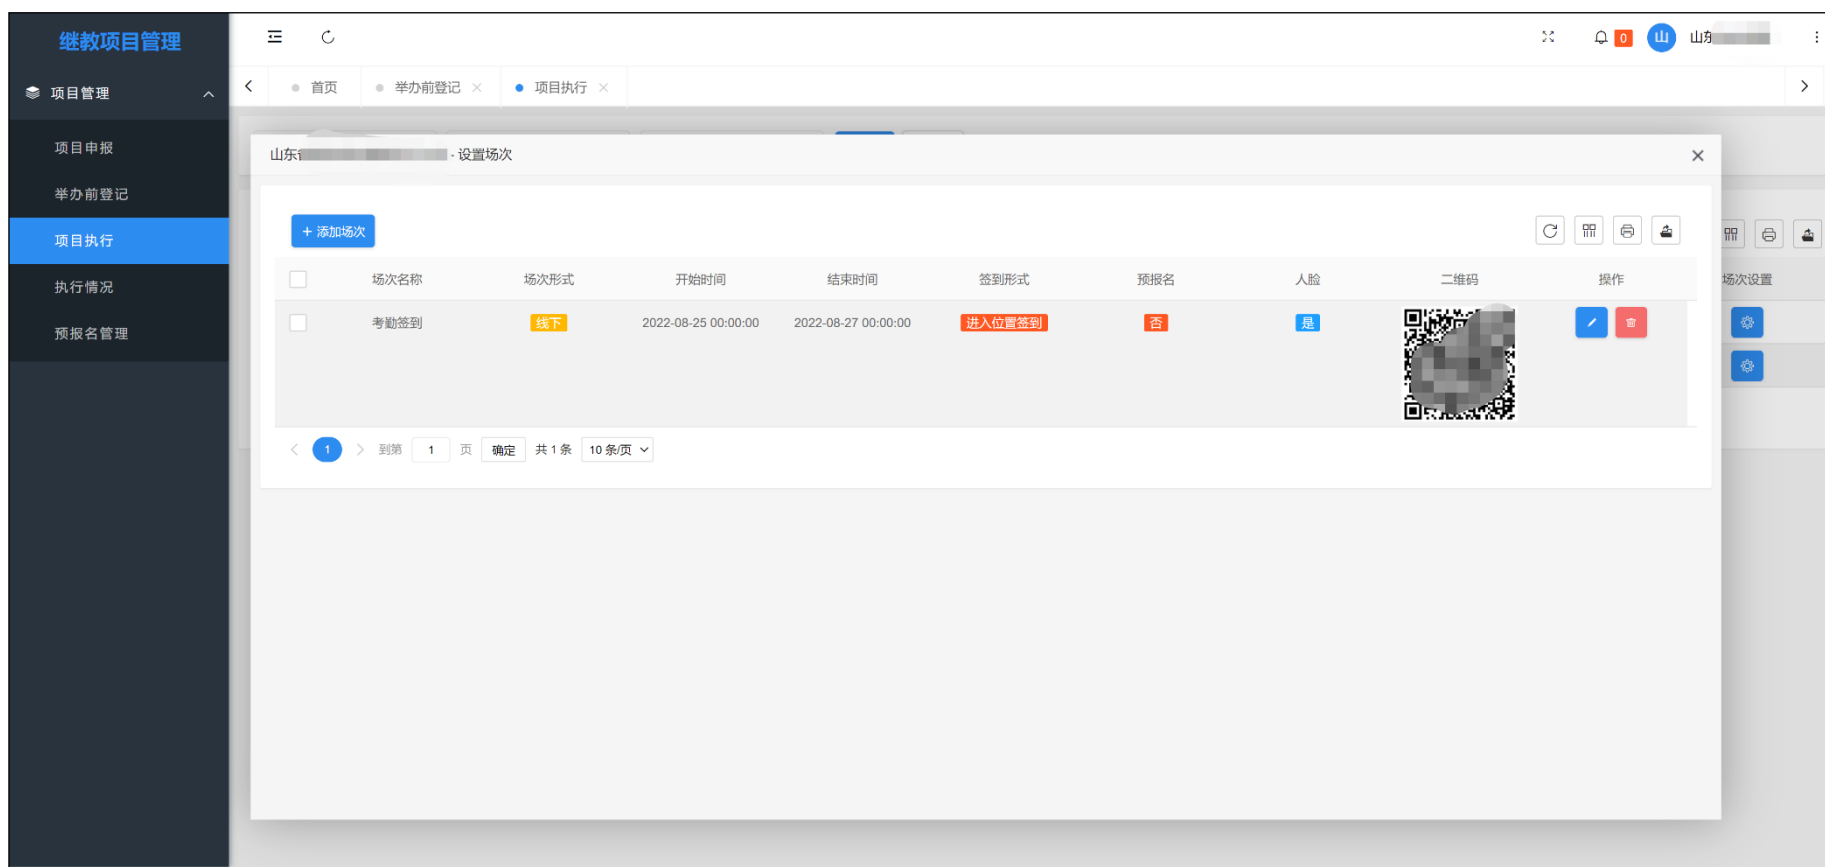 继教项目管理
0
山
山东
项目管理
首页
举办前登记
项目执行
项目申报
举办前登记
项目执行
执行情况
预报名管理
山东省
- 设置场次
+ 添加场次
场次名称 场次形式 开始时间 结束时间 签到形式 预报名 人脸 二维码 操作 场次设置
考勤签到 线下 2022-08-25 00:00:00 2022-08-27 00:00:00 进入位置签到 否 是
1 到第 1 页 确定 共 1 条 10 条/页